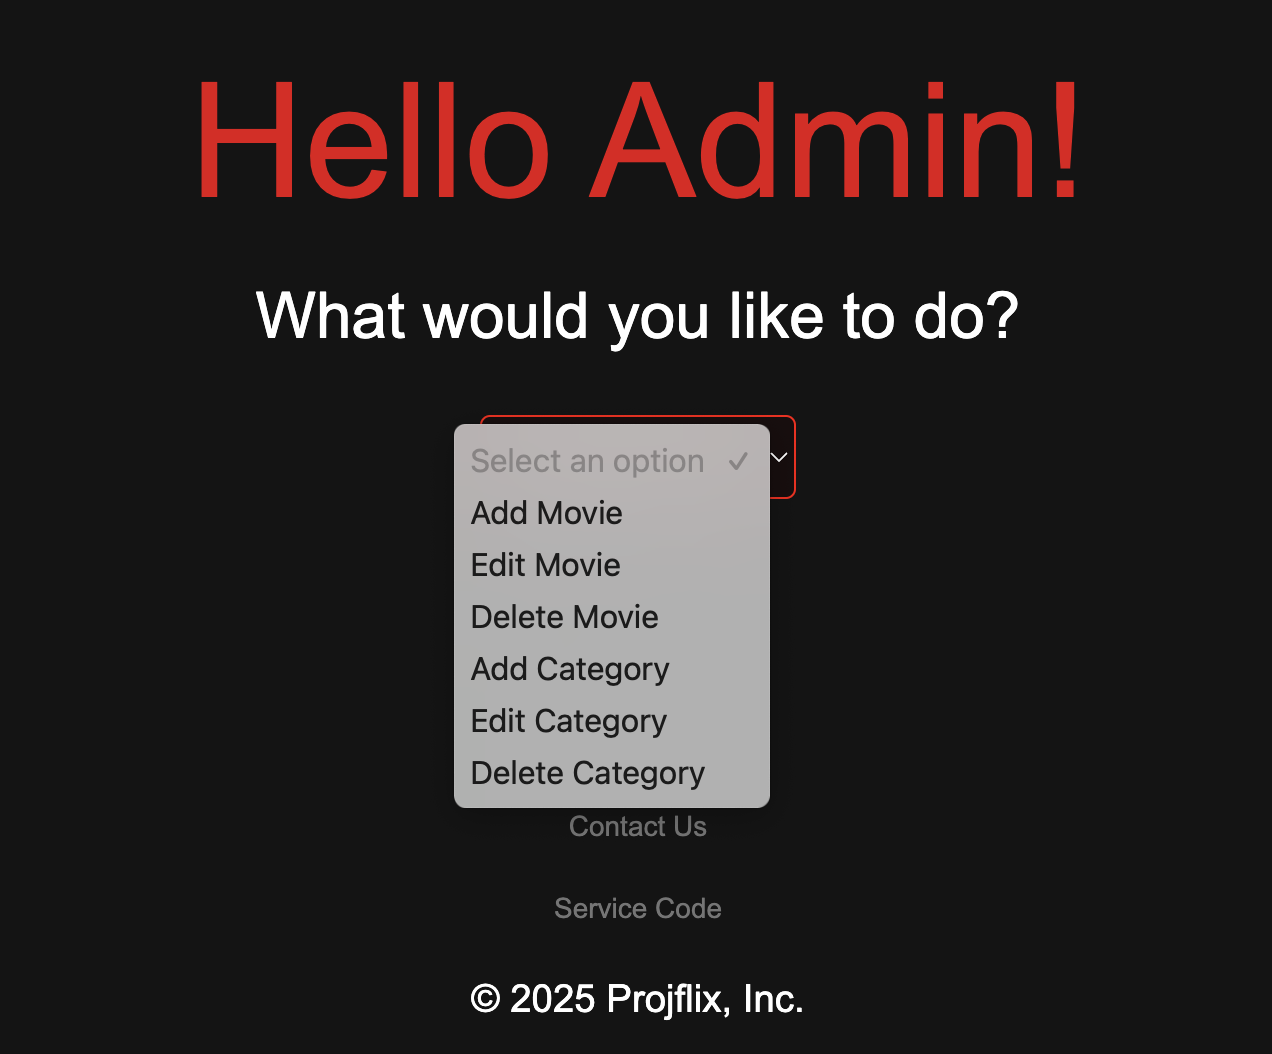 Hello Admin!
What would you like to do?
Select an option ✓
Add Movie
Edit Movie
Delete Movie
Add Category
Edit Category
Delete Category
Contact Us
Service Code
© 2025 Projflix, Inc.